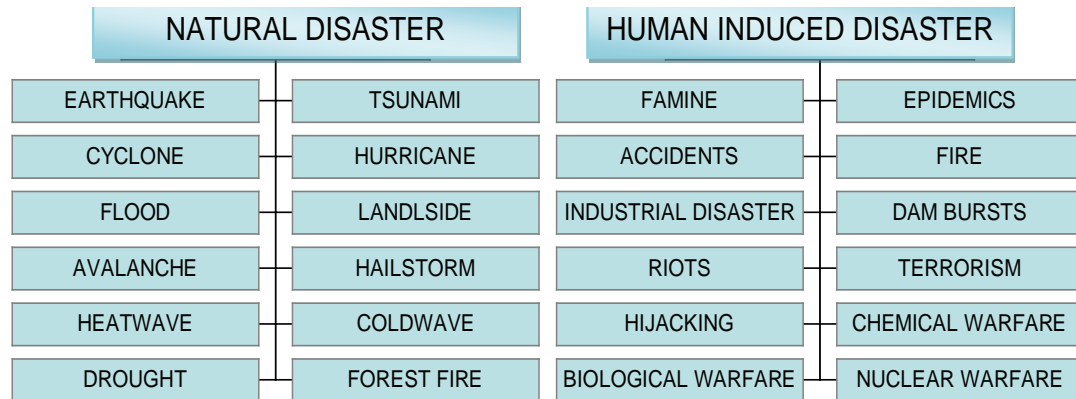 NATURAL DISASTER
EARTHQUAKE
TSUNAMI
CYCLONE
HURRICANE
FLOOD
LANDLSIDE
AVALANCHE
HAILSTORM
HEATWAVE
COLDWAVE
DROUGHT
FOREST FIRE
HUMAN INDUCED DISASTER
FAMINE
EPIDEMICS
ACCIDENTS
FIRE
INDUSTRIAL DISASTER
DAM BURSTS
RIOTS
TERRORISM
HIJACKING
CHEMICAL WARFARE
BIOLOGICAL WARFARE
NUCLEAR WARFARE